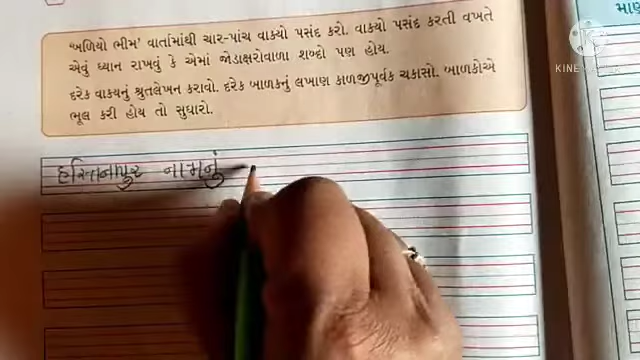 'બળિયો ભીમ' વાર્તામાંથી ચાર-પાંચ વાક્યો પસંદ કરો. વાક્યો પસંદ કરતી વખતે
એવું ધ્યાન રાખવું કે એમાં જોડાક્ષરોવાળા શબ્દો પણ હોય.
દરેક વાક્યનું શ્રુતલેખન કરાવો. દરેક બાળકનું લખાણ કાળજીપૂર્વક ચકાસો. બાળકોએ
ભૂલ કરી હોય તો સુધારો.
હસ્તિનાપુર નામનું